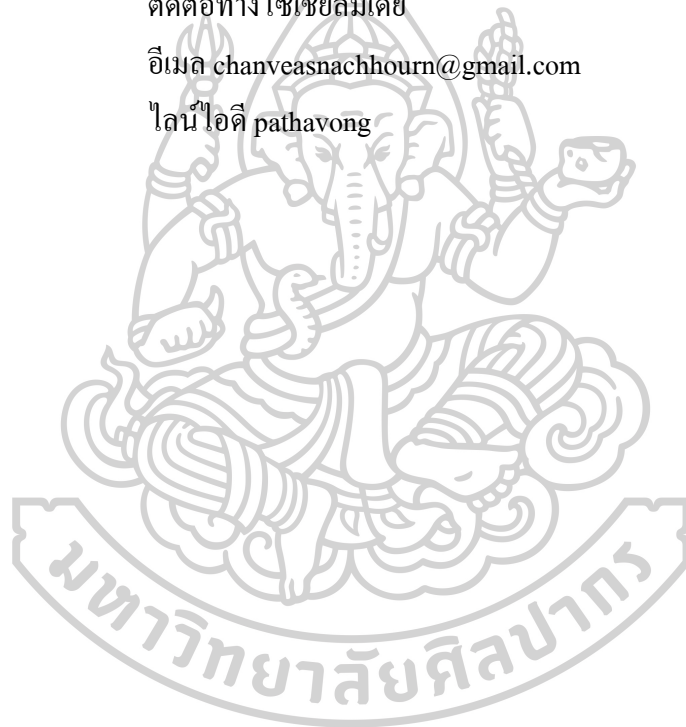 ติดต่อทางโซเชียลมีเดีย
อีเมล chanveasnachhourn@gmail.com
ไลน์ไอดี pathavong
มหาวิทยาลัยศิลปากร